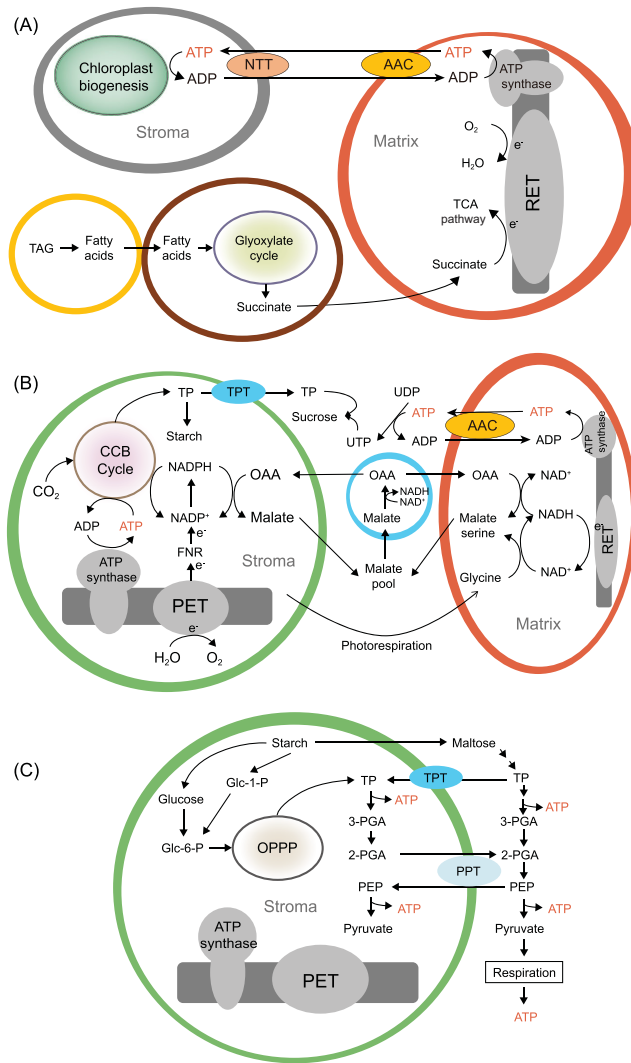 (A)
ATP
NTT
AAC
ATP
Chloroplast
biogenesis
ADP
ADP
ATP
synthase
Stroma
Matrix
O₂
e⁻
H₂O
RET
TCA
pathway
e⁻
TAG
Fatty
acids
Fatty
acids
Glyoxylate
cycle
Succinate
Succinate
(B)
TP
TPT
TP
UDP
Sucrose
ATP
AAC
ATP
Starch
UTP
ADP
ADP
ATP
synthase
CCB
Cycle
NADPH
OAA
OAA
OAA
NAD⁺
CO₂
NADH
NAD⁺
ADP
ATP
NADP⁺
Malate
Malate
Malate
serine
NADH
e⁻
e⁻
FNR
e⁻
RET
ATP
synthase
Stroma
Malate
pool
Glycine
NAD⁺
PET
e⁻
Matrix
Photorespiration
H₂O
O₂
(C)
Starch
Maltose
Glc-1-P
TP
TPT
TP
Glucose
ATP
ATP
3-PGA
3-PGA
Glc-6-P
OPPP
2-PGA
2-PGA
PPT
PEP
PEP
Stroma
ATP
ATP
ATP
synthase
Pyruvate
Pyruvate
PET
Respiration
ATP